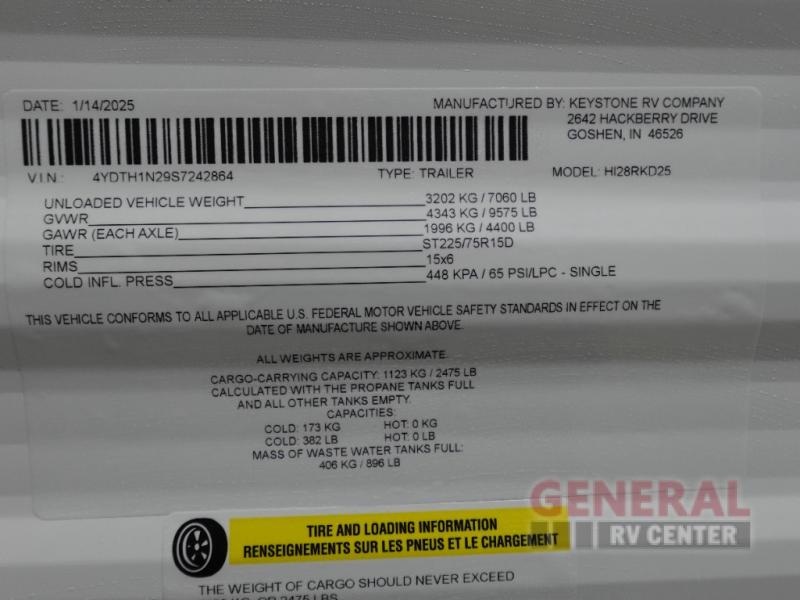 DATE: 1/14/2025
MANUFACTURED BY: KEYSTONE RV COMPANY
2642 HACKBERRY DRIVE
GOSHEN, IN 46526
V I N : 4YDTH1N29S7242864 TYPE: TRAILER MODEL: HI28RKD25
UNLOADED VEHICLE WEIGHT 3202 KG / 7060 LB
GVWR 4343 KG / 9575 LB
GAWR (EACH AXLE) 1996 KG / 4400 LB
TIRE ST225/75R15D
RIMS 15x6
COLD INFL. PRESS 448 KPA / 65 PSI/LPC - SINGLE
THIS VEHICLE CONFORMS TO ALL APPLICABLE U.S. FEDERAL MOTOR VEHICLE SAFETY STANDARDS IN EFFECT ON THE
DATE OF MANUFACTURE SHOWN ABOVE.
ALL WEIGHTS ARE APPROXIMATE.
CARGO-CARRYING CAPACITY: 1123 KG / 2475 LB
CALCULATED WITH THE PROPANE TANKS FULL
AND ALL OTHER TANKS EMPTY.
CAPACITIES:
COLD: 173 KG HOT: 0 KG
COLD: 382 LB HOT: 0 LB
MASS OF WASTE WATER TANKS FULL:
406 KG / 896 LB
GENERAL
RV CENTER
TIRE AND LOADING INFORMATION
RENSEIGNEMENTS SUR LES PNEUS ET LE CHARGEMENT
THE WEIGHT OF CARGO SHOULD NEVER EXCEED
KG OR 2475 LBS